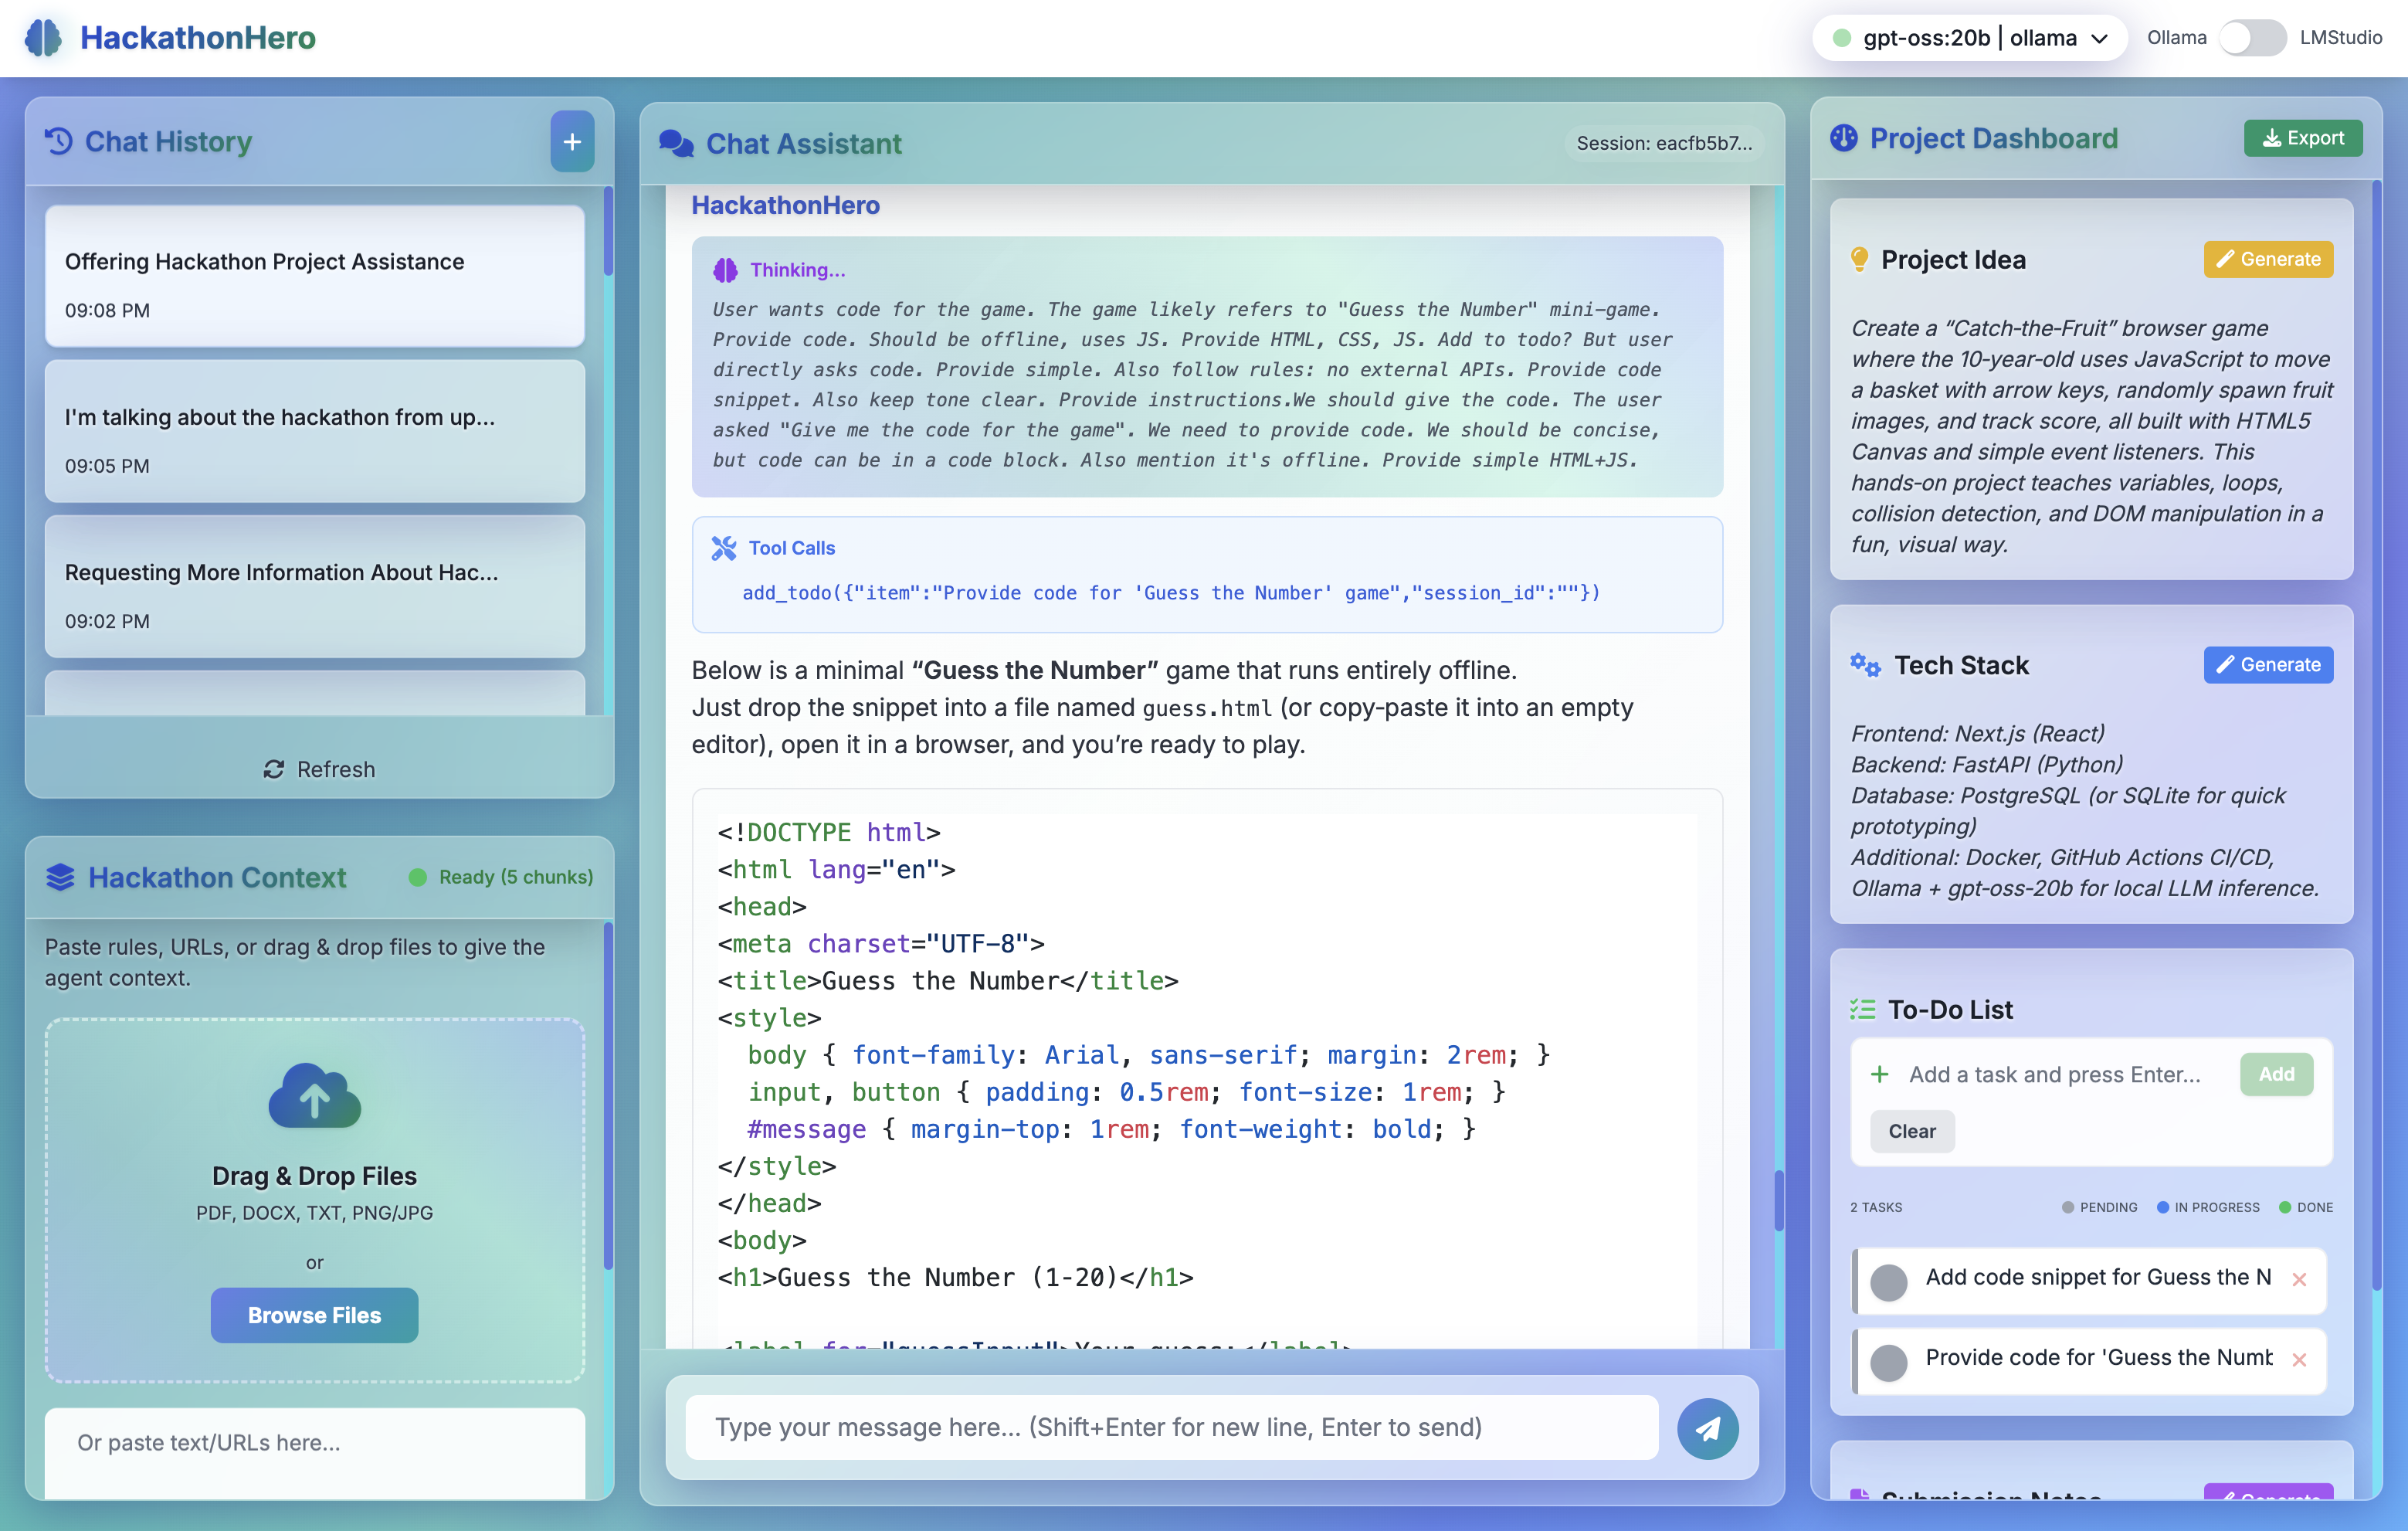 HackathonHero
gpt-oss:20b | ollama
Ollama
LMStudio
Chat History
+
Offering Hackathon Project Assistance
09:08 PM
I'm talking about the hackathon from up...
09:05 PM
Requesting More Information About Hac...
09:02 PM
Refresh
Hackathon Context
Ready (5 chunks)
Paste rules, URLs, or drag & drop files to give the
agent context.
Drag & Drop Files
PDF, DOCX, TXT, PNG/JPG
or
Browse Files
Or paste text/URLs here...
Chat Assistant
Session: eacfb5b7...
HackathonHero
Thinking...
User wants code for the game. The game likely refers to "Guess the Number" mini-game.
Provide code. Should be offline, uses JS. Provide HTML, CSS, JS. Add to todo? But user
directly asks code. Provide simple. Also follow rules: no external APIs. Provide code
snippet. Also keep tone clear. Provide instructions.We should give the code. The user
asked "Give me the code for the game". We need to provide code. We should be concise,
but code can be in a code block. Also mention it's offline. Provide simple HTML+JS.
Tool Calls
add_todo({"item":"Provide code for 'Guess the Number' game","session_id":""})
Below is a minimal “Guess the Number” game that runs entirely offline.
Just drop the snippet into a file named guess.html (or copy‑paste it into an empty
editor), open it in a browser, and you’re ready to play.
<!DOCTYPE html>
<html lang="en">
<head>
<meta charset="UTF-8">
<title>Guess the Number</title>
<style>
  body { font-family: Arial, sans-serif; margin: 2rem; }
  input, button { padding: 0.5rem; font-size: 1rem; }
  #message { margin-top: 1rem; font-weight: bold; }
</style>
</head>
<body>
<h1>Guess the Number (1-20)</h1>
<label for="guessInput">Your guess:</label>
Type your message here... (Shift+Enter for new line, Enter to send)
Project Dashboard
Export
Project Idea
Generate
Create a “Catch‑the‑Fruit” browser game
where the 10‑year‑old uses JavaScript to move
a basket with arrow keys, randomly spawn fruit
images, and track score, all built with HTML5
Canvas and simple event listeners. This
hands‑on project teaches variables, loops,
collision detection, and DOM manipulation in a
fun, visual way.
Tech Stack
Generate
Frontend: Next.js (React)
Backend: FastAPI (Python)
Database: PostgreSQL (or SQLite for quick
prototyping)
Additional: Docker, GitHub Actions CI/CD,
Ollama + gpt‑oss‑20b for local LLM inference.
To-Do List
+ Add a task and press Enter...
Add
Clear
2 TASKS
PENDING
IN PROGRESS
DONE
Add code snippet for Guess the N
Provide code for 'Guess the Numb
Submission Notes
Generate